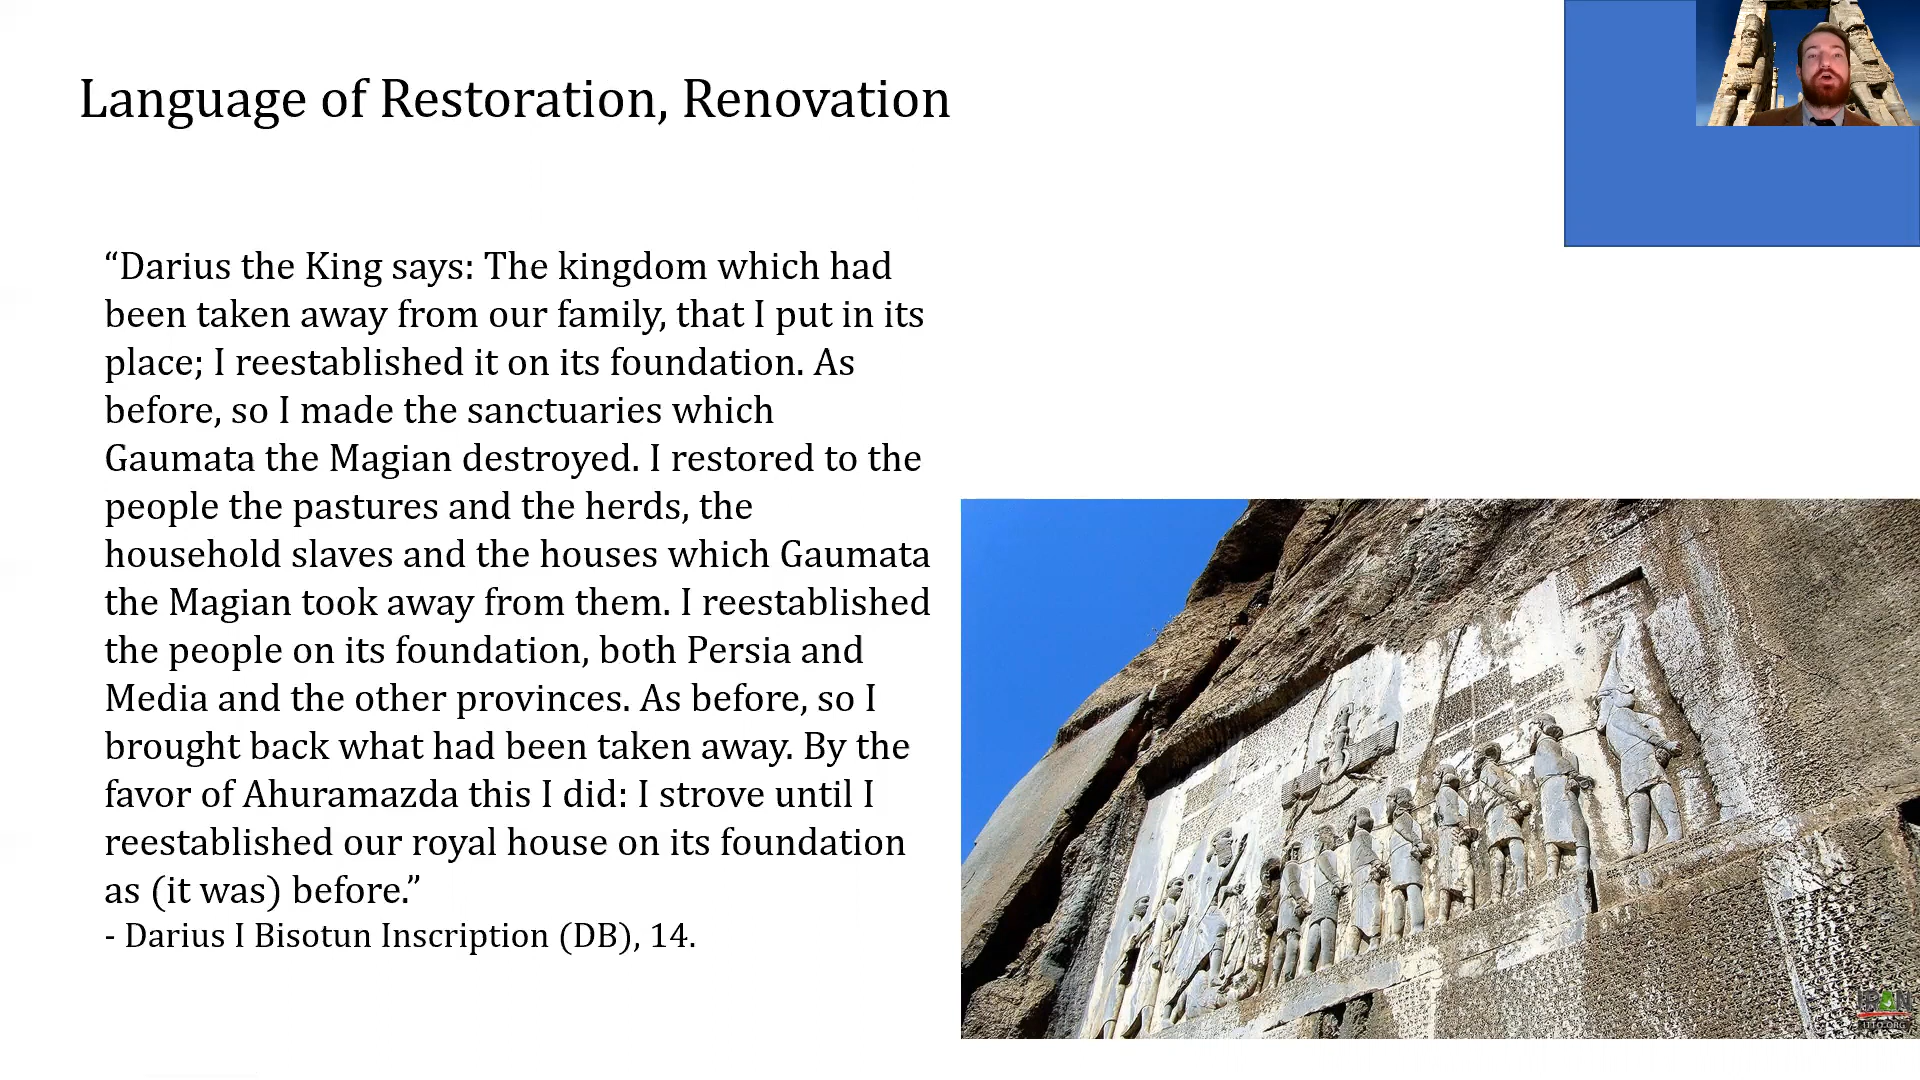 Language of Restoration, Renovation
“Darius the King says: The kingdom which had
been taken away from our family, that I put in its
place; I reestablished it on its foundation. As
before, so I made the sanctuaries which
Gaumata the Magian destroyed. I restored to the
people the pastures and the herds, the
household slaves and the houses which Gaumata
the Magian took away from them. I reestablished
the people on its foundation, both Persia and
Media and the other provinces. As before, so I
brought back what had been taken away. By the
favor of Ahuramazda this I did: I strove until I
reestablished our royal house on its foundation
as (it was) before.”
- Darius I Bisotun Inscription (DB), 14.
IRAN
ITTO.ORG